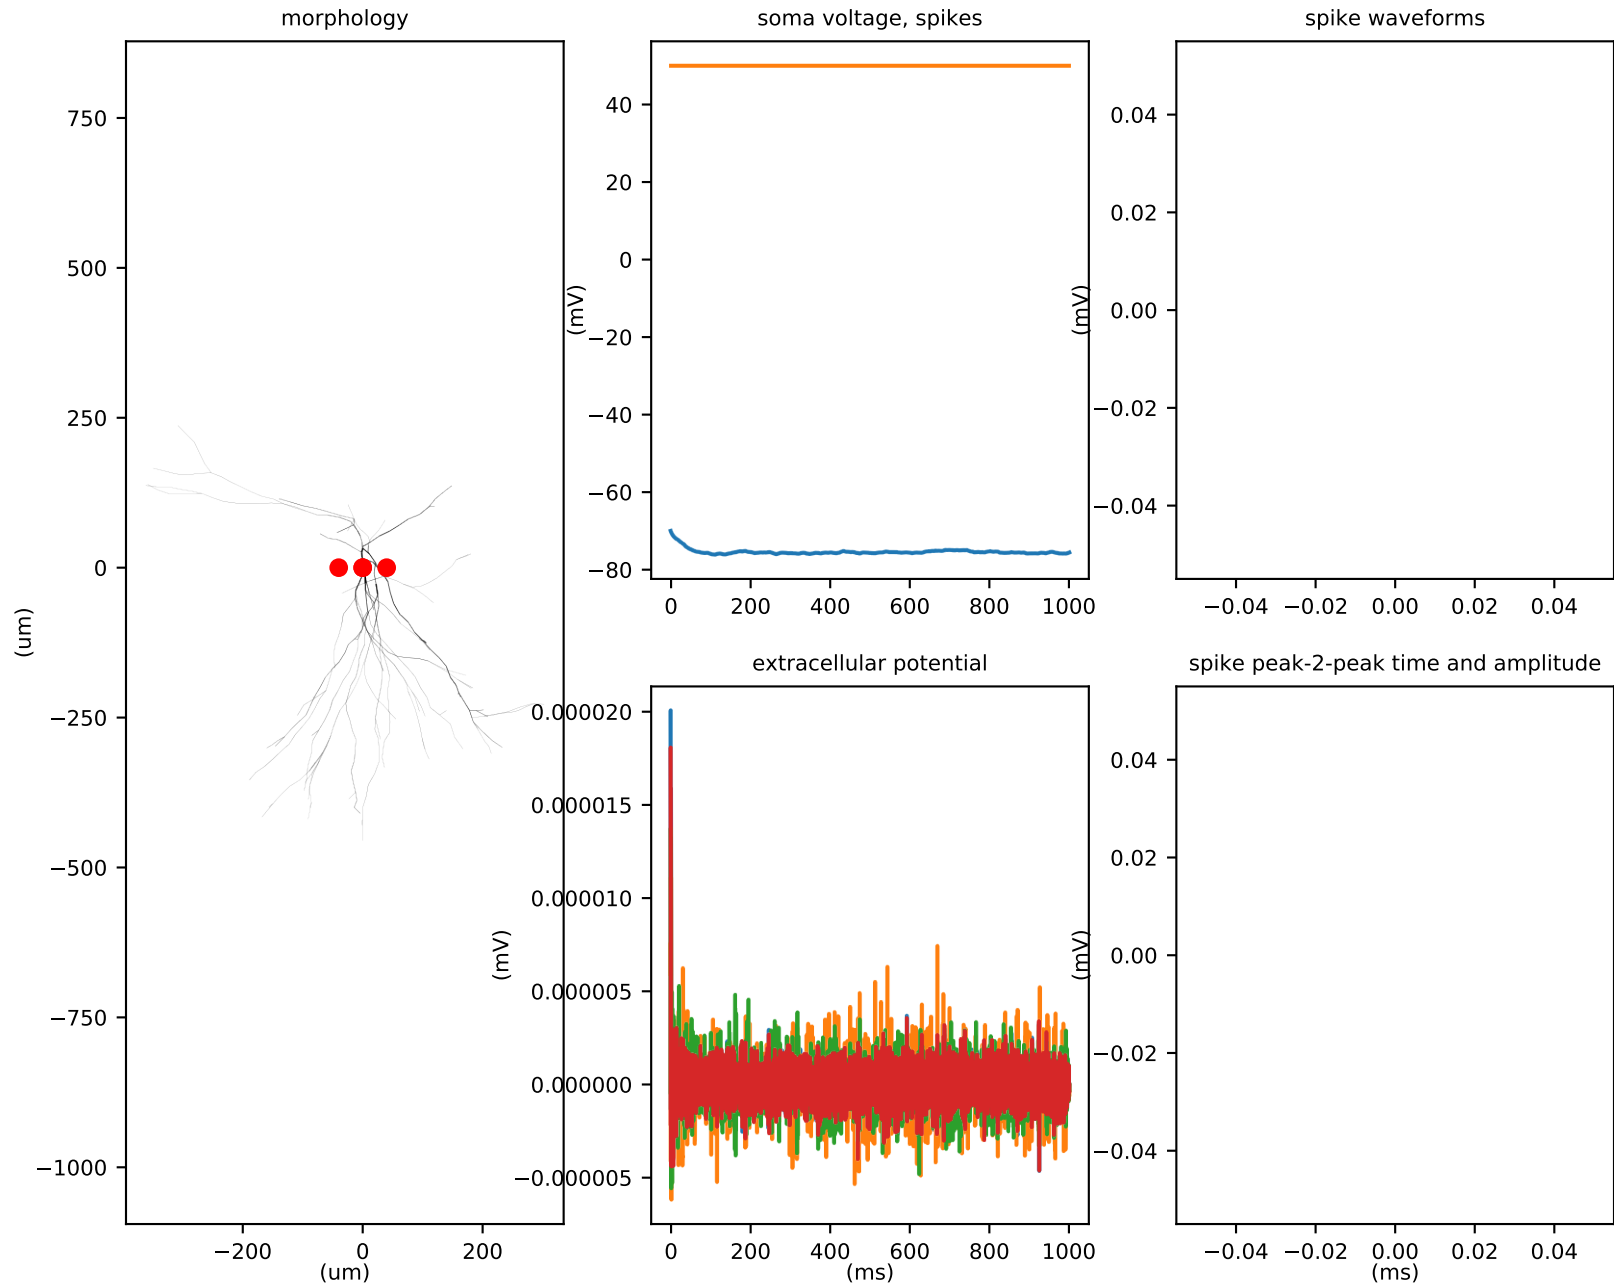 morphology
750
500
250
0
−250
−500
−750
−1000
(um)
−200 0 200
(um)
soma voltage, spikes
40
20
0
−20
−40
−60
−80
(mV)
0 200 400 600 800 1000
spike waveforms
0.04
0.02
0.00
−0.02
−0.04
(mV)
−0.04 −0.02 0.00 0.02 0.04
extracellular potential
0.000020
0.000015
0.000010
0.000005
0.000000
−0.000005
(mV)
0 200 400 600 800 1000
(ms)
spike peak-2-peak time and amplitude
0.04
0.02
0.00
−0.02
−0.04
(mV)
−0.04 −0.02 0.00 0.02 0.04
(ms)